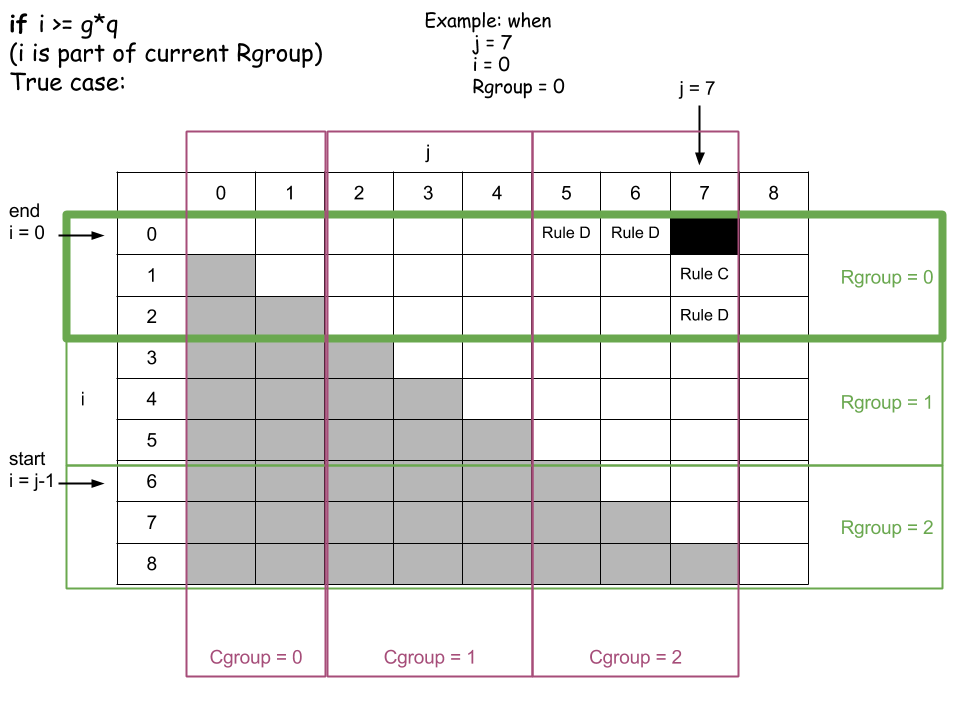 if i >= g*q
(i is part of current Rgroup)
True case:
Example: when
j = 7
i = 0
Rgroup = 0
j = 7
j
0 1 2 3 4 5 6 7 8
end
i = 0
0 Rule D Rule D
1 Rule C
Rgroup = 0
2 Rule D
3
i
4
Rgroup = 1
5
start
i = j-1
6
7
Rgroup = 2
8
Cgroup = 0 Cgroup = 1 Cgroup = 2